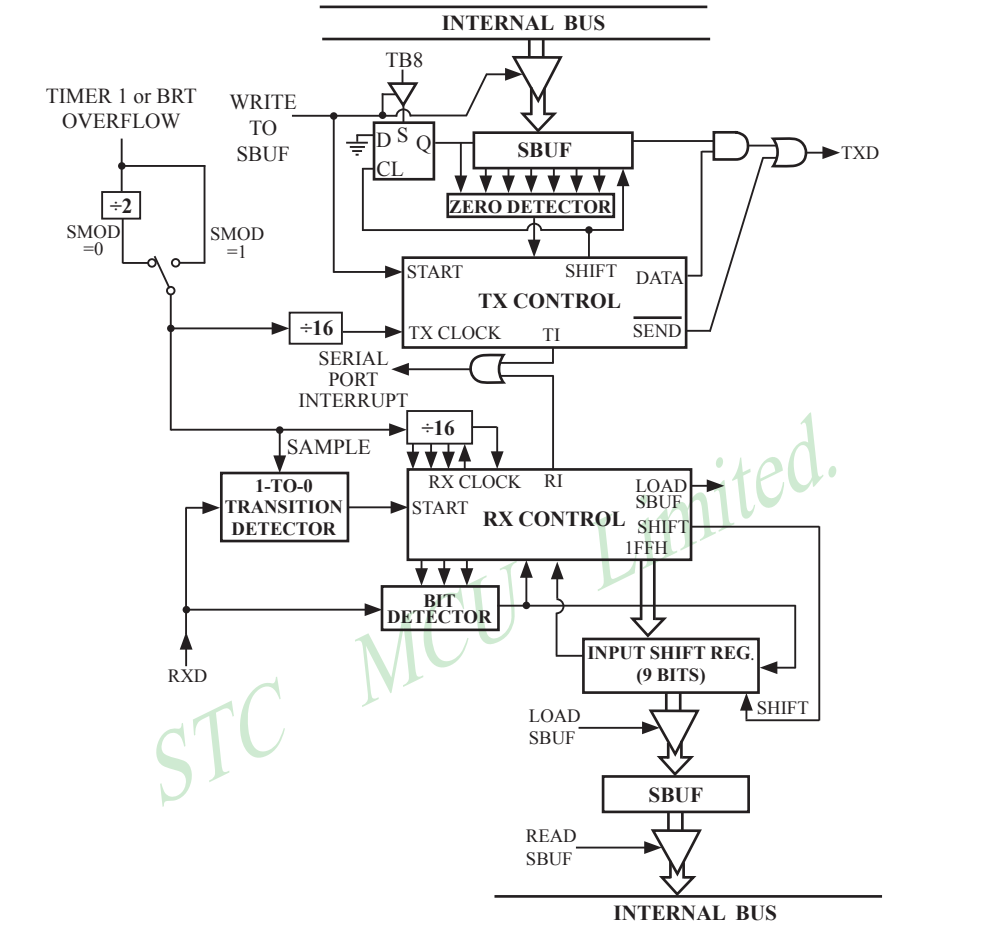 INTERNAL BUS
TB8
TIMER 1 or BRT
OVERFLOW
WRITE
TO
SBUF
D S Q
CL
SBUF
TXD
÷2
ZERO DETECTOR
SMOD
=0
SMOD
=1
START
SHIFT
DATA
TX CONTROL
÷16
TX CLOCK
TI
SEND
SERIAL
PORT
INTERRUPT
÷16
SAMPLE
RX CLOCK
RI
LOAD
SBUF
1-TO-0
TRANSITION
DETECTOR
START
RX CONTROL
SHIFT
1FFH
BIT
DETECTOR
RXD
INPUT SHIFT REG.
(9 BITS)
SHIFT
LOAD
SBUF
SBUF
READ
SBUF
INTERNAL BUS
STC MCU Limited.